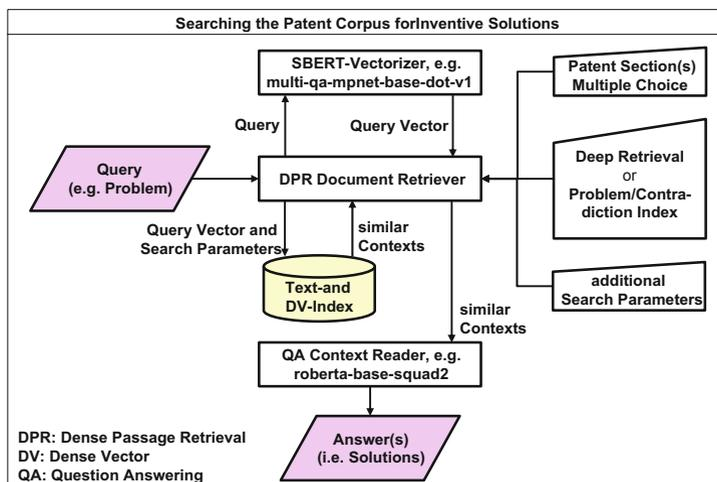 Searching the Patent Corpus forInventive Solutions
SBERT-Vectorizer, e.g.
multi-qa-mpnet-base-dot-v1
Patent Section(s)
Multiple Choice
Query
Query Vector
Query
(e.g. Problem)
DPR Document Retriever
Deep Retrieval
or
Problem/Contra-
diction Index
Query Vector and
Search Parameters
similar
Contexts
Text-and
DV-Index
additional
Search Parameters
similar
Contexts
QA Context Reader, e.g.
roberta-base-squad2
Answer(s)
(i.e. Solutions)
DPR: Dense Passage Retrieval
DV: Dense Vector
QA: Question Answering